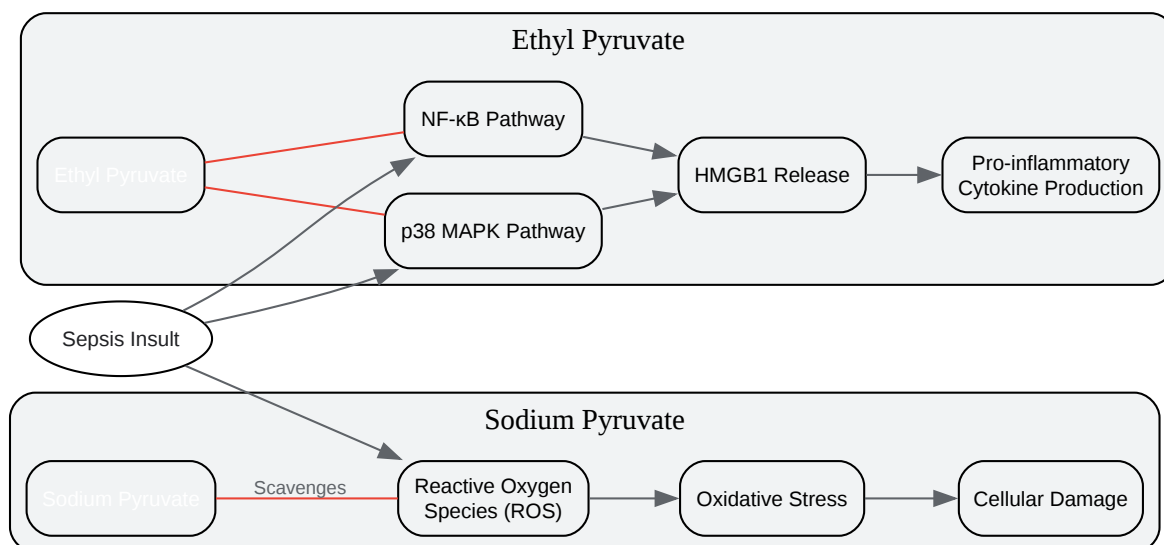 Ethyl Pyruvate
NF-κB Pathway
Ethyl Pyruvate
HMGB1 Release
Pro-inflammatory
Cytokine Production
p38 MAPK Pathway
Sepsis Insult
Sodium Pyruvate
Sodium Pyruvate
Scavenges
Reactive Oxygen
Species (ROS)
Oxidative Stress
Cellular Damage